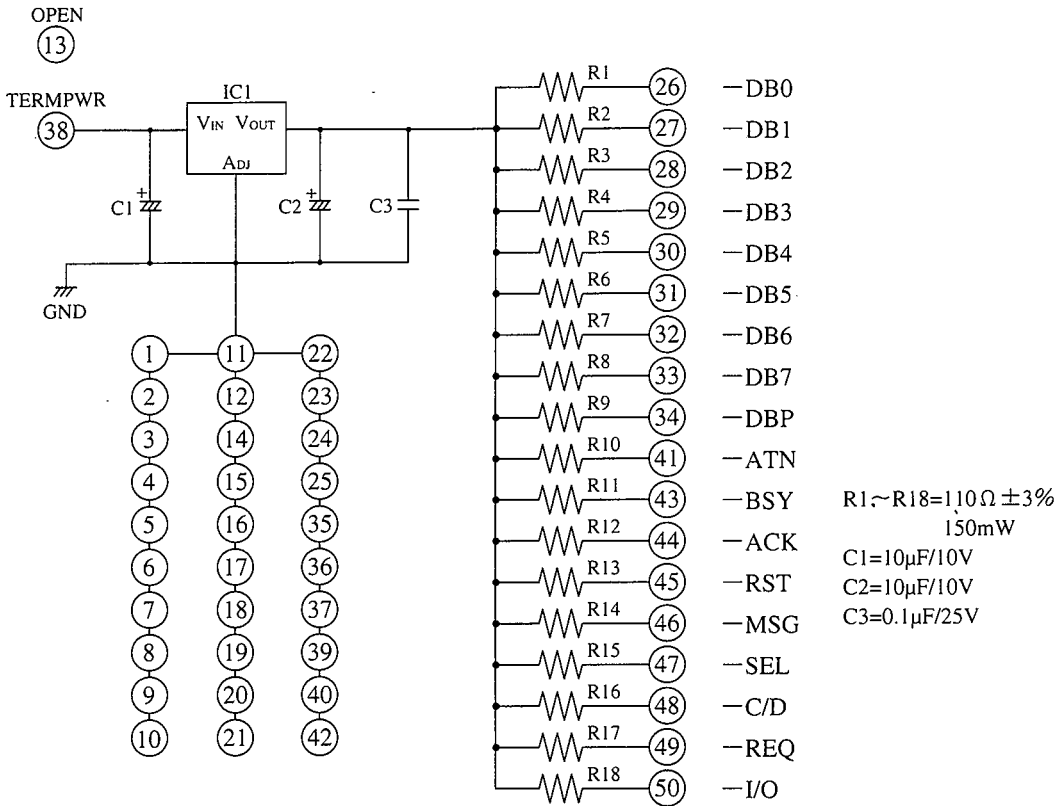 OPEN
13
TERMPWR
38
IC1
VIN VOUT
ADJ
C1 +
C2 +
C3
GND
1 11 22
2 12 23
3 14 24
4 15 25
5 16 35
6 17 36
7 18 37
8 19 39
9 20 40
10 21 42
R1 26 —DB0
R2 27 —DB1
R3 28 —DB2
R4 29 —DB3
R5 30 —DB4
R6 31 —DB5
R7 32 —DB6
R8 33 —DB7
R9 34 —DBP
R10 41 —ATN
R11 43 —BSY
R12 44 —ACK
R13 45 —RST
R14 46 —MSG
R15 47 —SEL
R16 48 —C/D
R17 49 —REQ
R18 50 —I/O
R1~R18=110Ω±3%
150mW
C1=10μF/10V
C2=10μF/10V
C3=0.1μF/25V